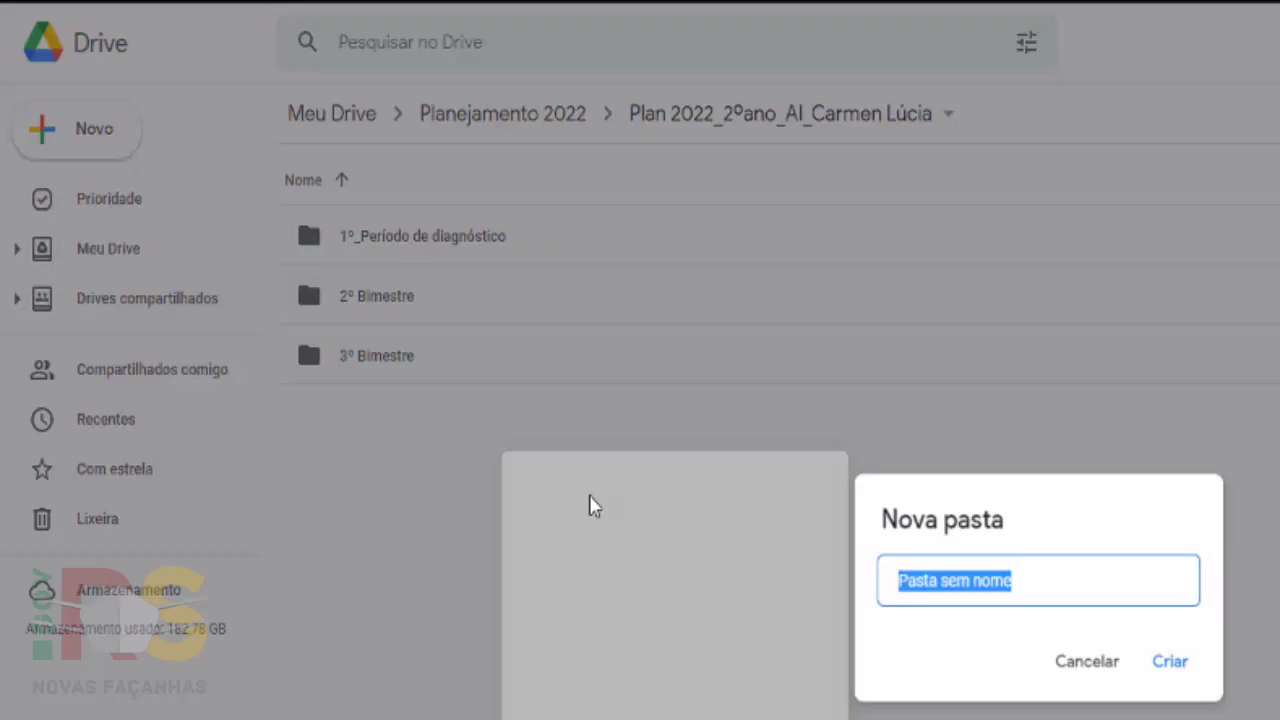 Drive
Pesquisar no Drive
Novo
Meu Drive > Planejamento 2022 > Plan 2022_2ºano_AI_Carmen Lúcia
Nome
Prioridade
Meu Drive
Drives compartilhados
Compartilhados comigo
Recentes
Com estrela
Lixeira
Armazenamento
Armazenamento usado: 182,78 GB
1º_Período de diagnóstico
2º Bimestre
3º Bimestre
Nova pasta
Pasta sem nome
Cancelar
Criar
RS
NOVAS FAÇANHAS